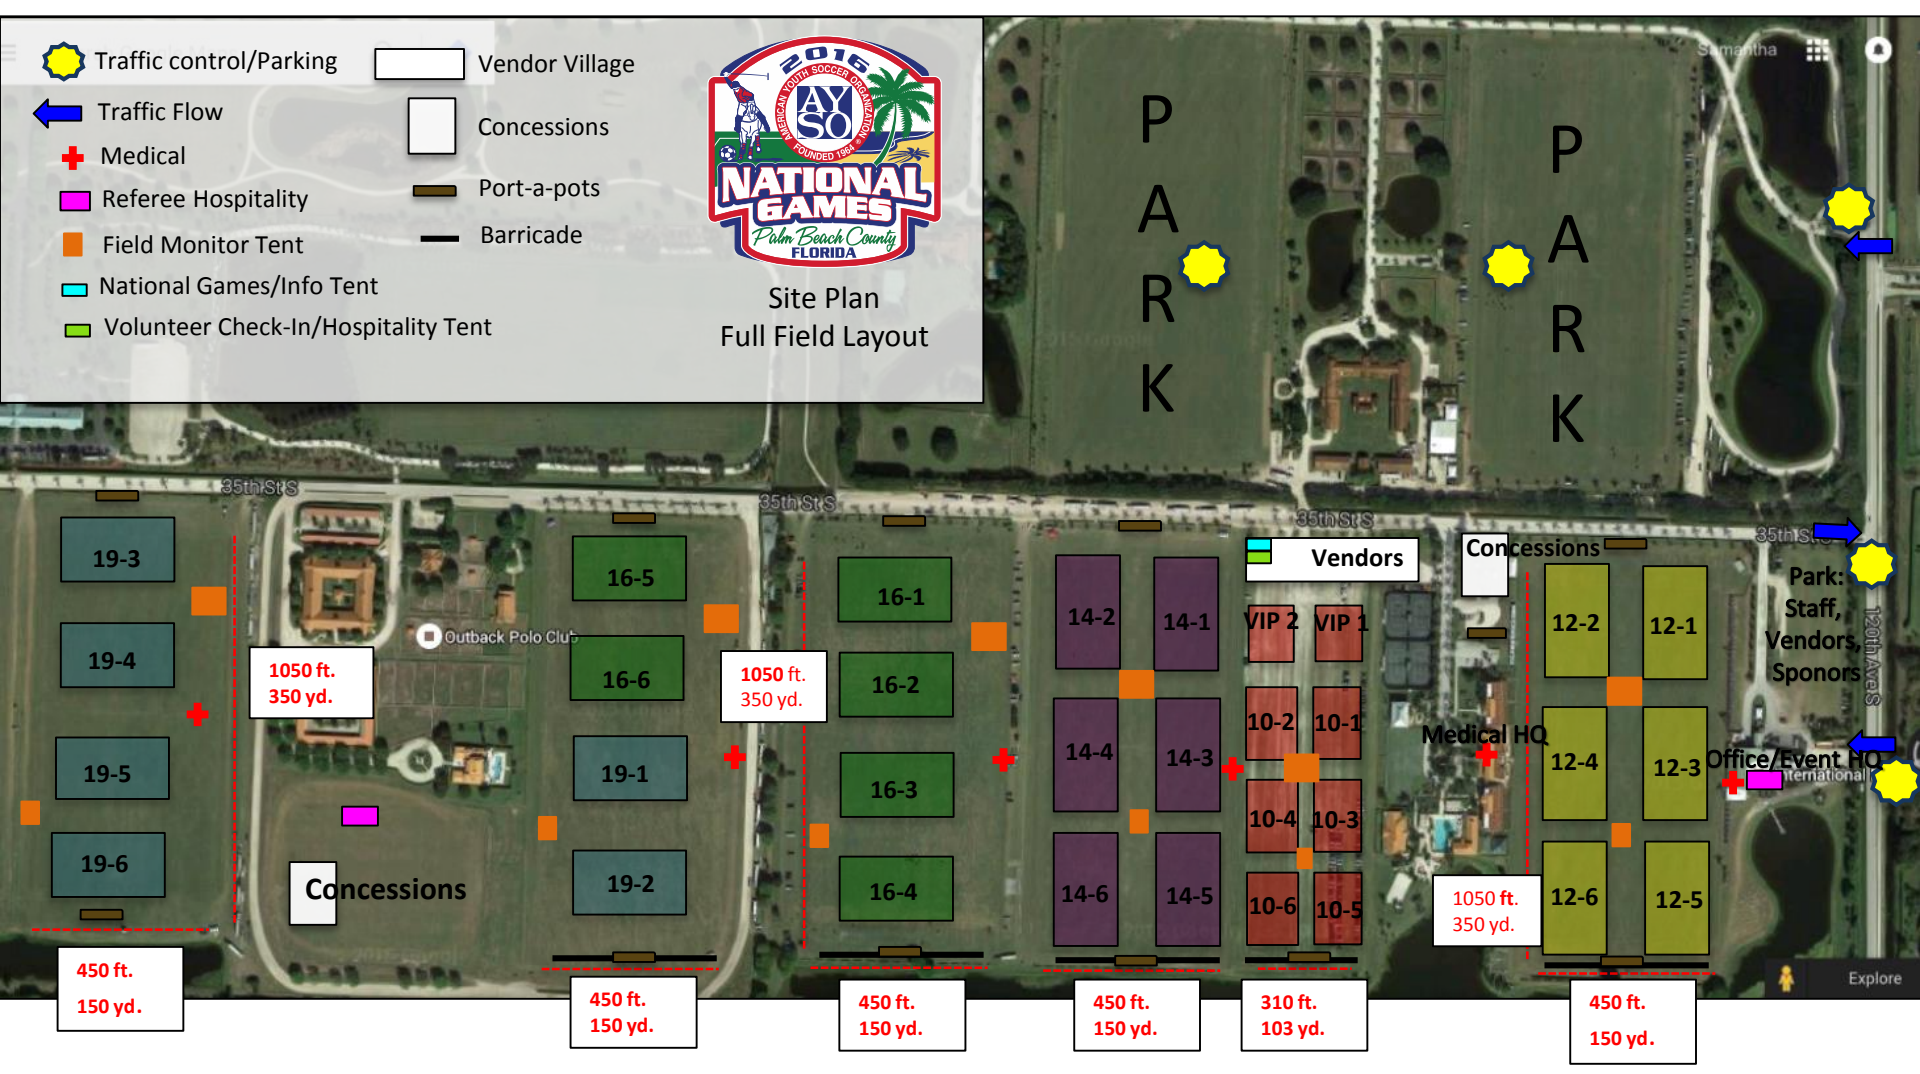 Traffic control/Parking
Traffic Flow
Medical
Referee Hospitality
Field Monitor Tent
National Games/Info Tent
Volunteer Check-In/Hospitality Tent
Vendor Village
Concessions
Port-a-pots
Barricade
2016
AMERICAN YOUTH SOCCER ORGANIZATION
AYSO
FOUNDED 1964
NATIONAL
GAMES
Palm Beach County
FLORIDA
Site Plan
Full Field Layout
PARK
PARK
Samantha
35th St S
35th St S
35th St S
35th St S
120th Ave S
19-3
19-4
19-5
19-6
1050 ft.
350 yd.
Outback Polo Club
Concessions
16-5
16-6
19-1
19-2
1050 ft.
350 yd.
16-1
16-2
16-3
16-4
14-2
14-1
14-4
14-3
14-6
14-5
Vendors
VIP 2
VIP 1
10-2
10-1
10-4
10-3
10-6
10-5
Concessions
Medical HQ
1050 ft.
350 yd.
12-2
12-1
12-4
12-3
12-6
12-5
Park:
Staff,
Vendors,
Sponors
Office/Event HQ
International
Explore
450 ft.
150 yd.
450 ft.
150 yd.
450 ft.
150 yd.
450 ft.
150 yd.
310 ft.
103 yd.
450 ft.
150 yd.